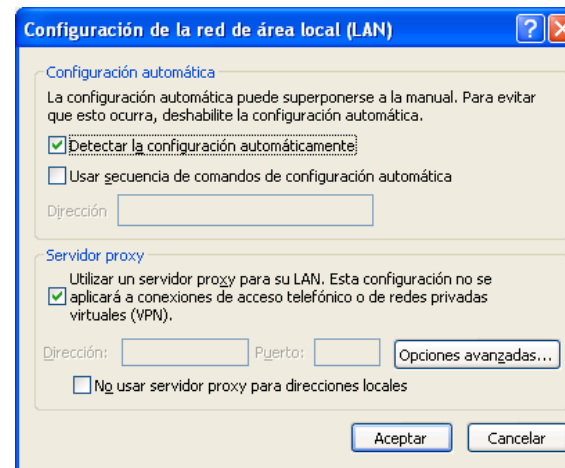 Configuración de la red de área local (LAN)
Configuración automática
La configuración automática puede superponerse a la manual. Para evitar
que esto ocurra, deshabilite la configuración automática.
Detectar la configuración automáticamente
Usar secuencia de comandos de configuración automática
Dirección
Servidor proxy
Utilizar un servidor proxy para su LAN. Esta configuración no se
aplicará a conexiones de acceso telefónico o de redes privadas
virtuales (VPN).
Dirección: Puerto: Opciones avanzadas...
No usar servidor proxy para direcciones locales
Aceptar Cancelar